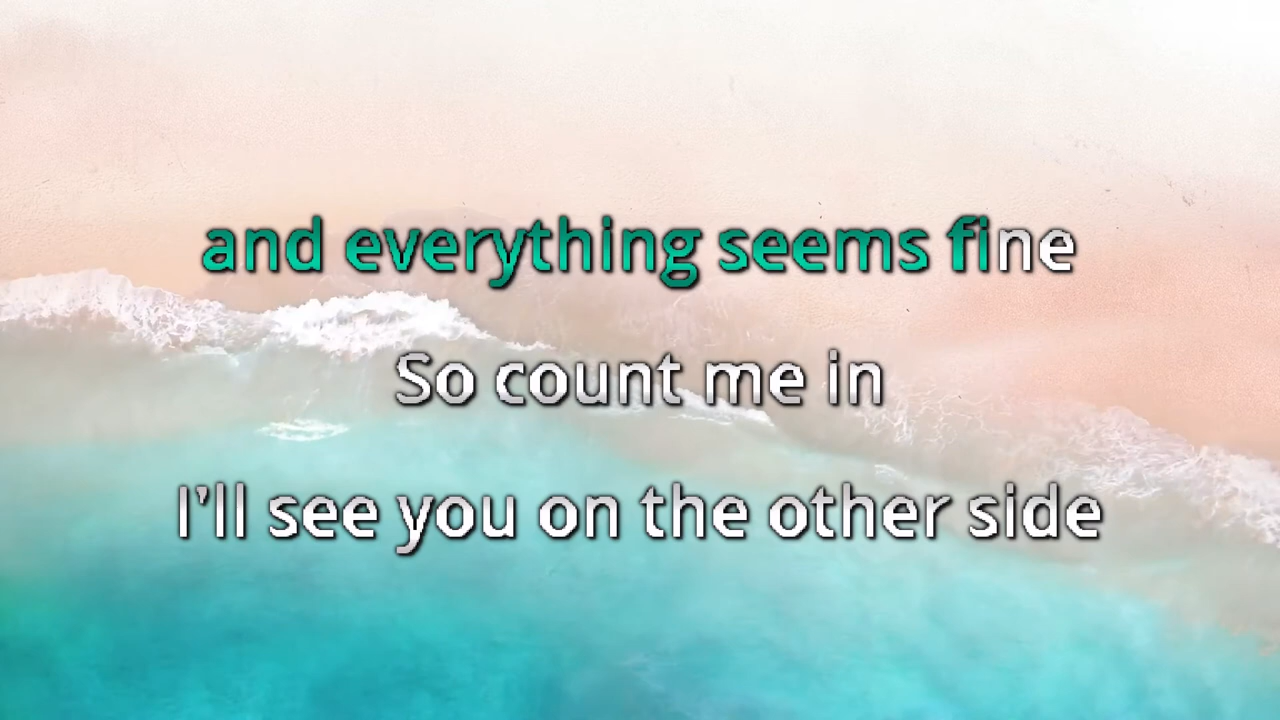 and everything seems fine
So count me in
I'll see you on the other side